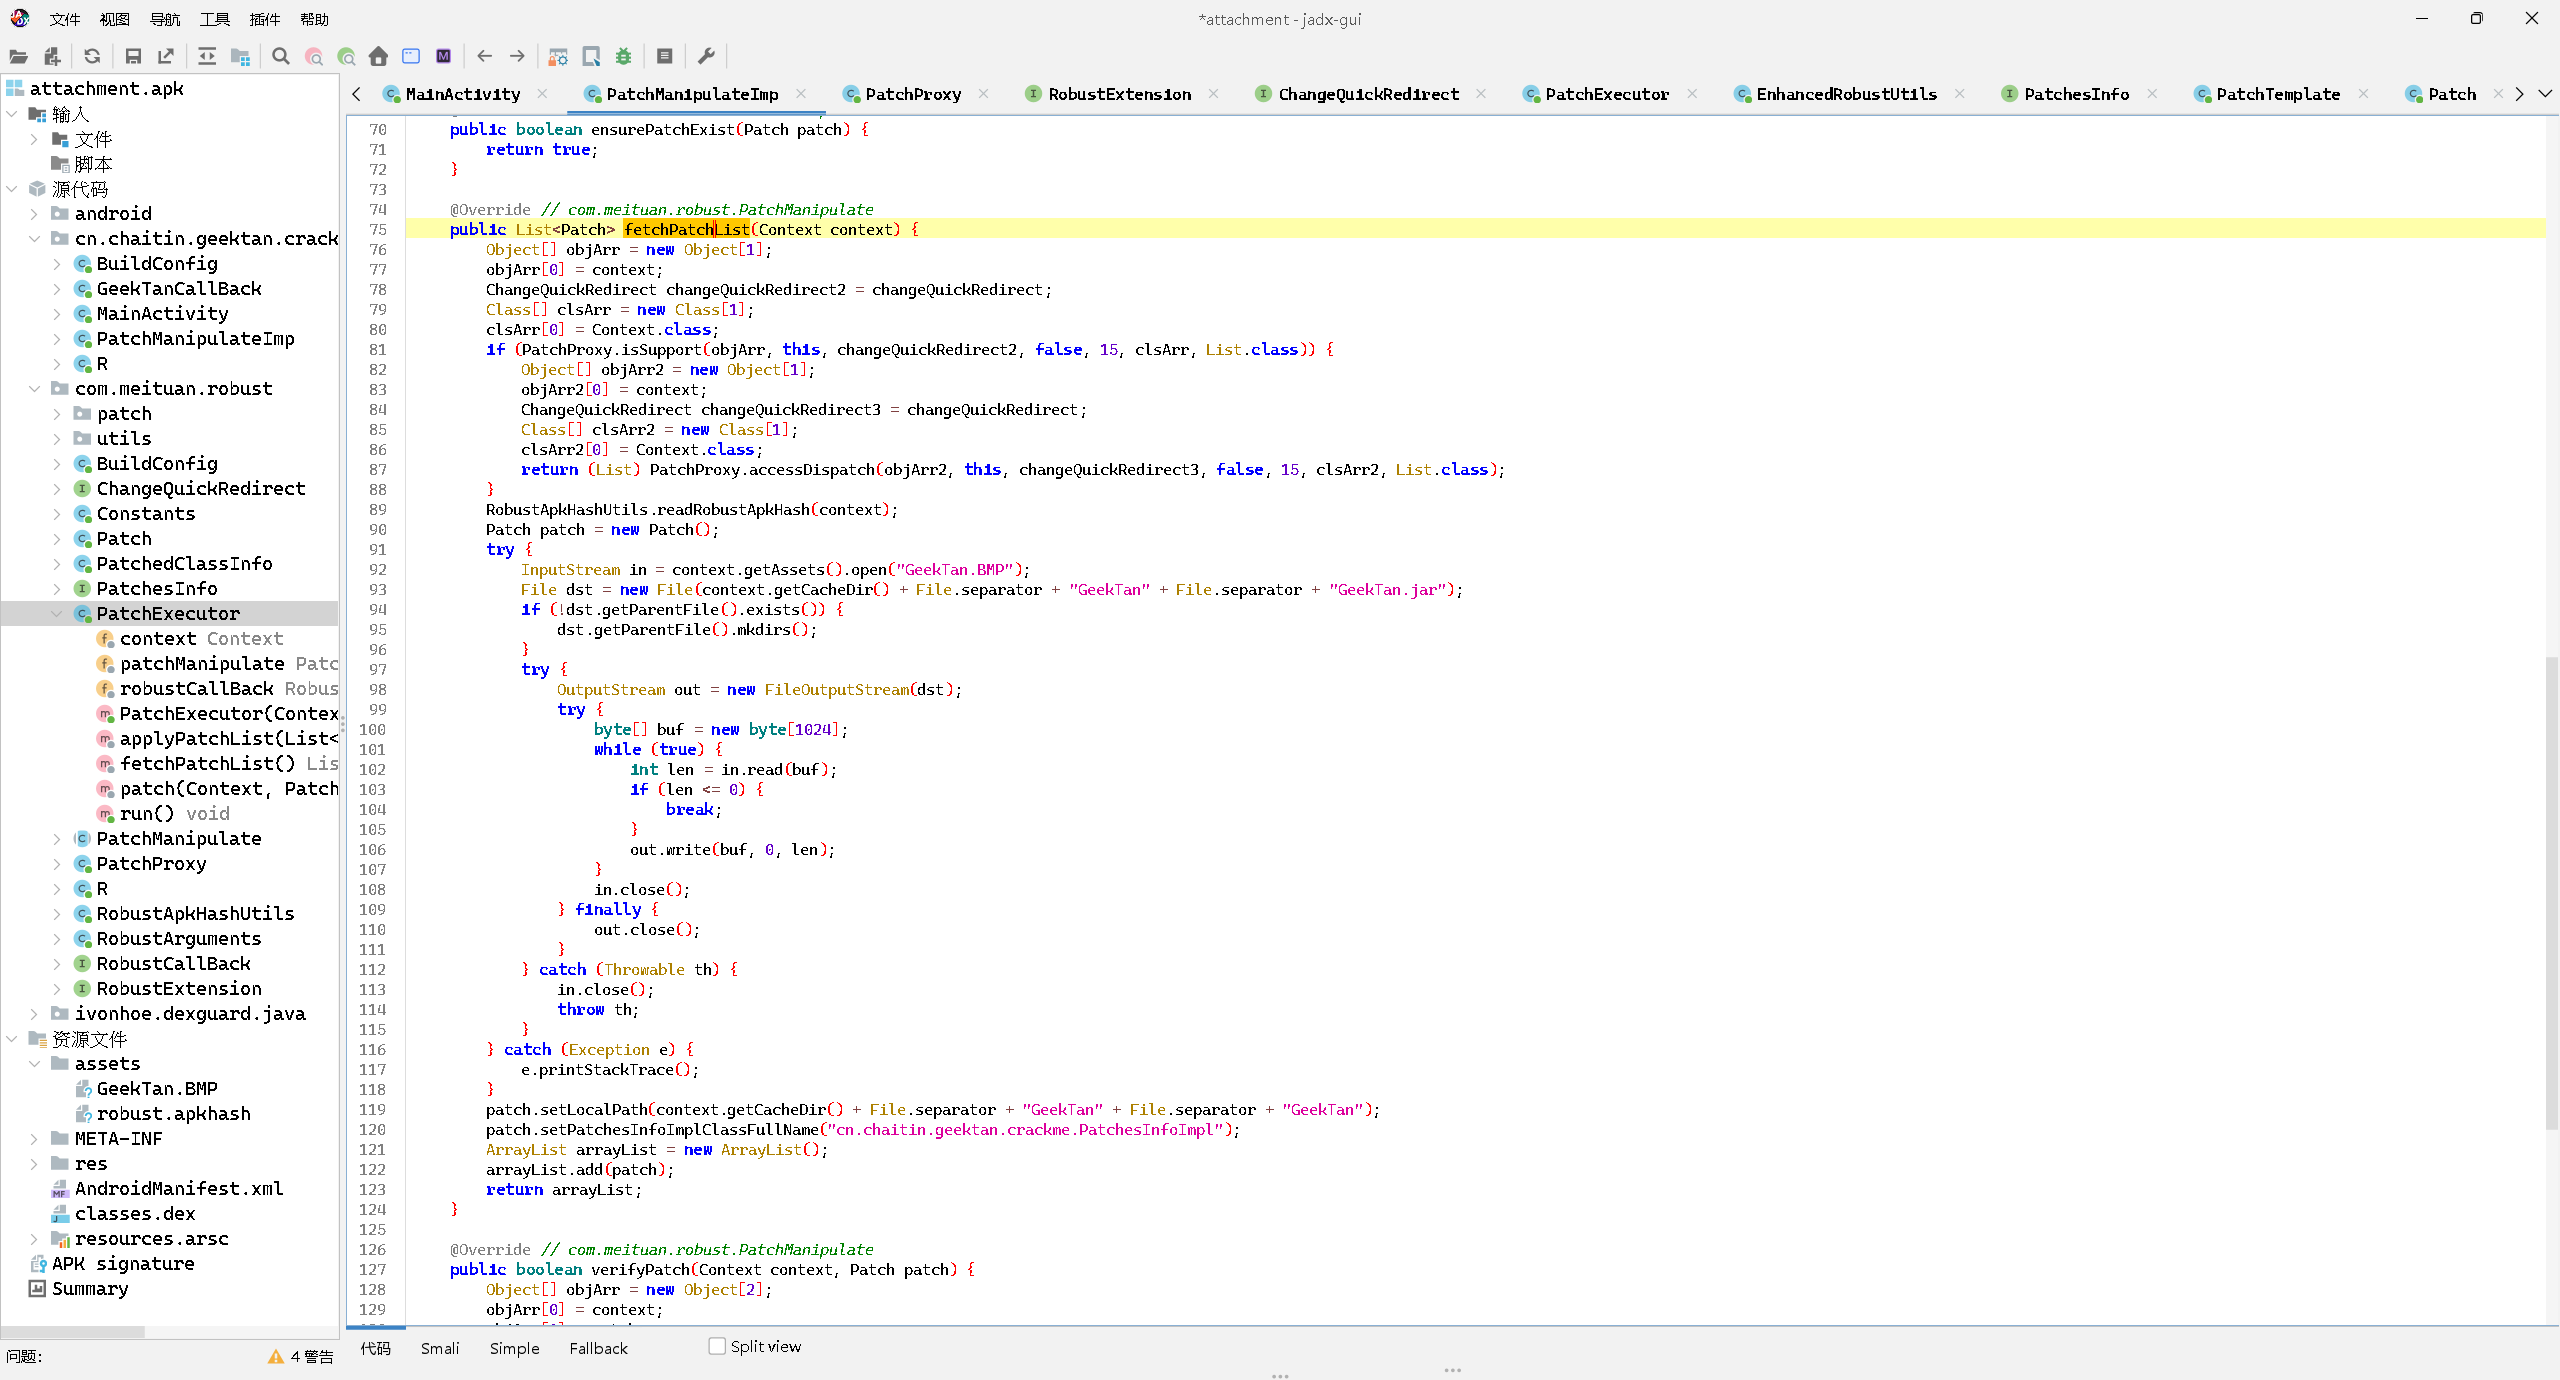 文件 视图 导航 工具 插件 帮助
*attachment - jadx-gui
attachment.apk
输入
文件
脚本
源代码
android
cn.chaitin.geektan.crack
BuildConfig
GeekTanCallBack
MainActivity
PatchManipulateImp
R
com.meituan.robust
patch
utils
BuildConfig
ChangeQuickRedirect
Constants
Patch
PatchedClassInfo
PatchesInfo
PatchExecutor
context Context
patchManipulate Patc
robustCallBack Robus
PatchExecutor(Contex
applyPatchList(List<
fetchPatchList() Lis
patch(Context, Patch
run() void
PatchManipulate
PatchProxy
R
RobustApkHashUtils
RobustArguments
RobustCallBack
RobustExtension
ivonhoe.dexguard.java
资源文件
assets
GeekTan.BMP
robust.apkhash
META-INF
res
AndroidManifest.xml
classes.dex
resources.arsc
APK signature
Summary
问题: 4 警告
MainActivity PatchManipulateImp PatchProxy RobustExtension ChangeQuickRedirect PatchExecutor EnhancedRobustUtils PatchesInfo PatchTemplate Patch
70 public boolean ensurePatchExist(Patch patch) {
71 return true;
72 }
73
74 @Override // com.meituan.robust.PatchManipulate
75 public List<Patch> fetchPatchList(Context context) {
76 Object[] objArr = new Object[1];
77 objArr[0] = context;
78 ChangeQuickRedirect changeQuickRedirect2 = changeQuickRedirect;
79 Class[] clsArr = new Class[1];
80 clsArr[0] = Context.class;
81 if (PatchProxy.isSupport(objArr, this, changeQuickRedirect2, false, 15, clsArr, List.class)) {
82 Object[] objArr2 = new Object[1];
83 objArr2[0] = context;
84 ChangeQuickRedirect changeQuickRedirect3 = changeQuickRedirect;
85 Class[] clsArr2 = new Class[1];
86 clsArr2[0] = Context.class;
87 return (List) PatchProxy.accessDispatch(objArr2, this, changeQuickRedirect3, false, 15, clsArr2, List.class);
88 }
89 RobustApkHashUtils.readRobustApkHash(context);
90 Patch patch = new Patch();
91 try {
92 InputStream in = context.getAssets().open("GeekTan.BMP");
93 File dst = new File(context.getCacheDir() + File.separator + "GeekTan" + File.separator + "GeekTan.jar");
94 if (!dst.getParentFile().exists()) {
95 dst.getParentFile().mkdirs();
96 }
97 try {
98 OutputStream out = new FileOutputStream(dst);
99 try {
100 byte[] buf = new byte[1024];
101 while (true) {
102 int len = in.read(buf);
103 if (len <= 0) {
104 break;
105 }
106 out.write(buf, 0, len);
107 }
108 in.close();
109 } finally {
110 out.close();
111 }
112 } catch (Throwable th) {
113 in.close();
114 throw th;
115 }
116 } catch (Exception e) {
117 e.printStackTrace();
118 }
119 patch.setLocalPath(context.getCacheDir() + File.separator + "GeekTan" + File.separator + "GeekTan");
120 patch.setPatchesInfoImplClassFullName("cn.chaitin.geektan.crackme.PatchesInfoImpl");
121 ArrayList arrayList = new ArrayList();
122 arrayList.add(patch);
123 return arrayList;
124 }
125
126 @Override // com.meituan.robust.PatchManipulate
127 public boolean verifyPatch(Context context, Patch patch) {
128 Object[] objArr = new Object[2];
129 objArr[0] = context;
代码 Smali Simple Fallback Split view